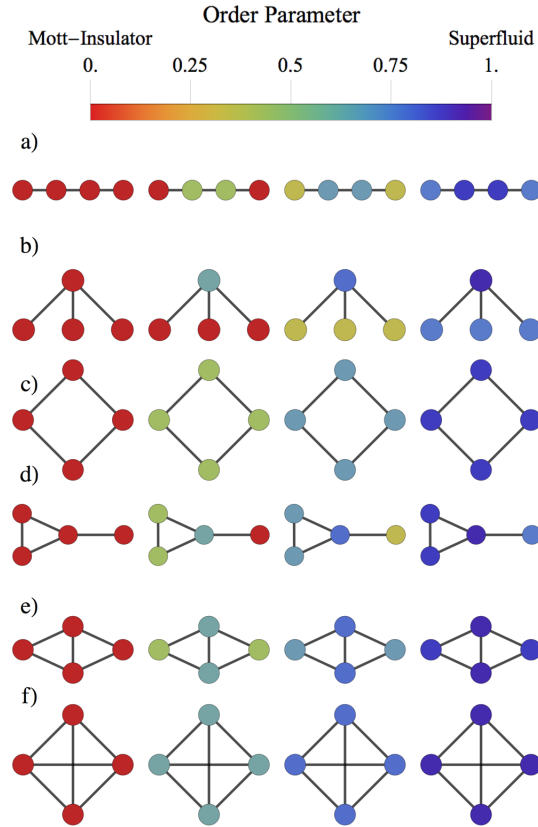 Order Parameter
Mott−Insulator Superfluid
0. 0.25 0.5 0.75 1.
a)
b)
c)
d)
e)
f)